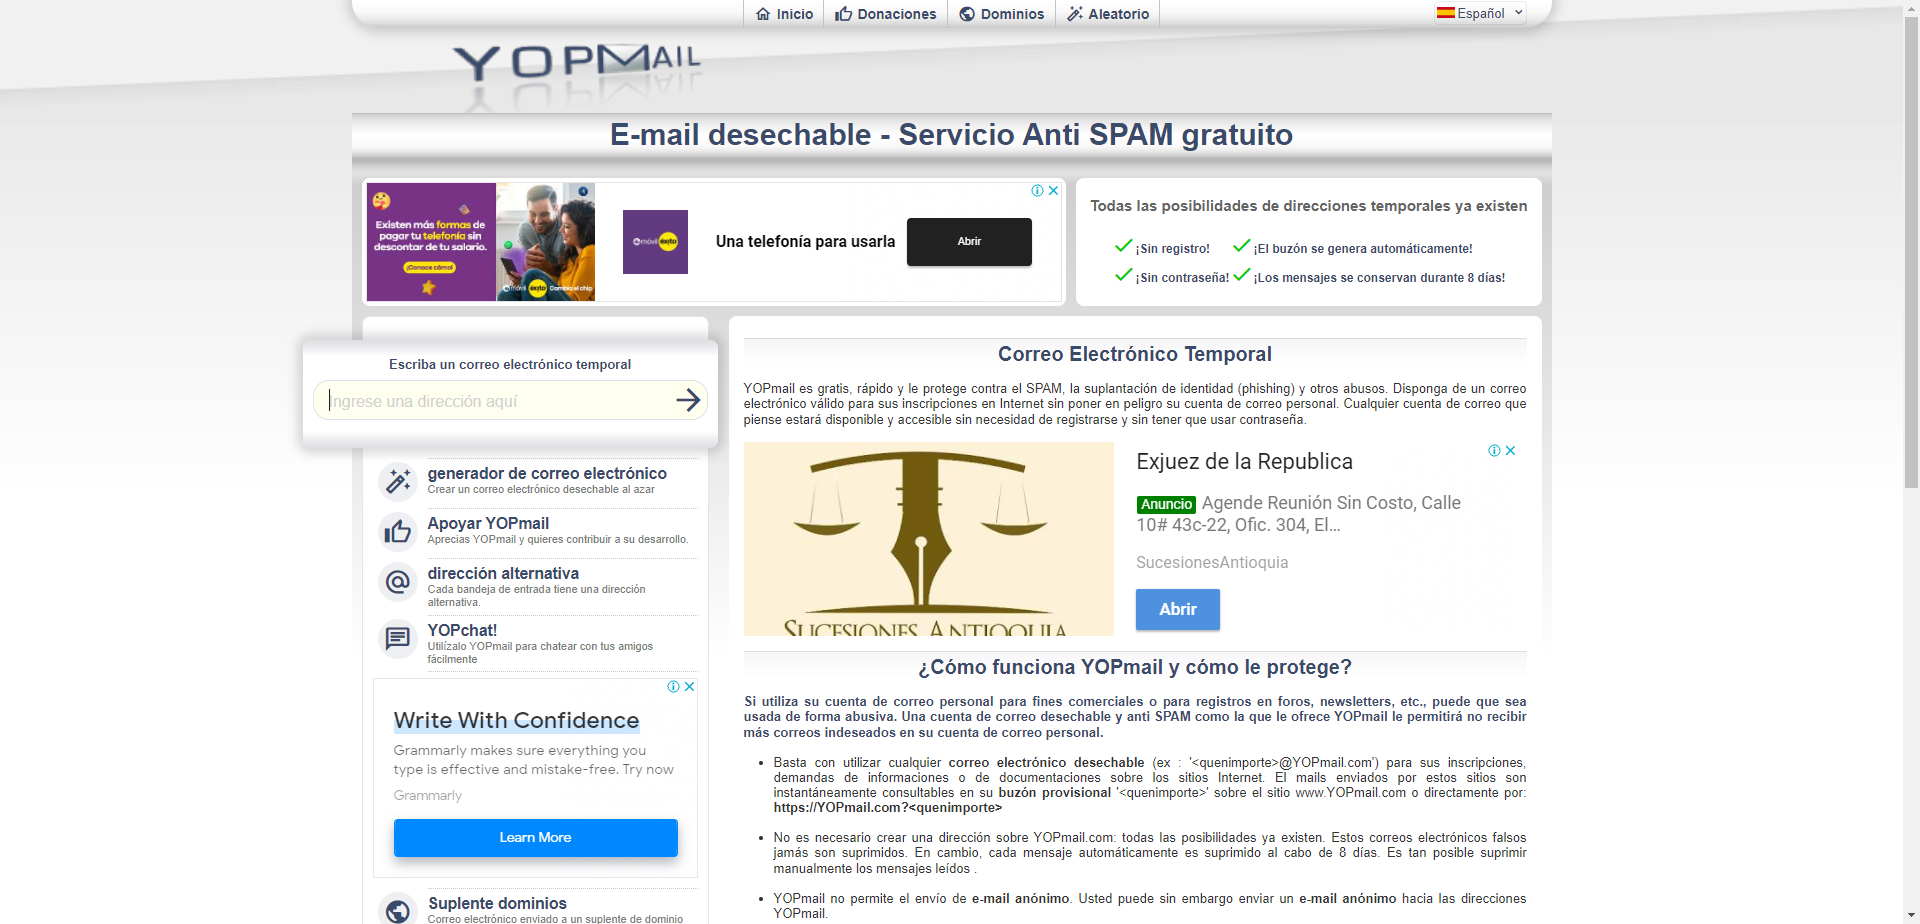 Inicio
Donaciones
Dominios
Aleatorio
Español
YOPMAIL
E-mail desechable - Servicio Anti SPAM gratuito
Existen más formas de
pagar tu telefonía sin
descontar de tu salario.
¡Conoce cómo!
móvil éxito Cambia el chip
móvil éxito
Una telefonía para usarla
Abrir
Todas las posibilidades de direcciones temporales ya existen
¡Sin registro! ¡El buzón se genera automáticamente!
¡Sin contraseña! ¡Los mensajes se conservan durante 8 días!
Escriba un correo electrónico temporal
Ingrese una dirección aquí
generador de correo electrónico
Crear un correo electrónico desechable al azar
Apoyar YOPmail
Aprecias YOPmail y quieres contribuir a su desarrollo.
dirección alternativa
Cada bandeja de entrada tiene una dirección
alternativa.
YOPchat!
Utilízalo YOPmail para chatear con tus amigos
fácilmente
Write With Confidence
Grammarly makes sure everything you
type is effective and mistake-free. Try now
Grammarly
Learn More
Suplente dominios
Correo electrónico enviado a un suplente de dominio
Correo Electrónico Temporal
YOPmail es gratis, rápido y le protege contra el SPAM, la suplantación de identidad (phishing) y otros abusos. Disponga de un correo
electrónico válido para sus inscripciones en Internet sin poner en peligro su cuenta de correo personal. Cualquier cuenta de correo que
piense estará disponible y accesible sin necesidad de registrarse y sin tener que usar contraseña.
SUCESIONES ANTIOQUIA
Exjuez de la Republica
Anuncio Agende Reunión Sin Costo, Calle
10# 43c-22, Ofic. 304, El...
SucesionesAntioquia
Abrir
¿Cómo funciona YOPmail y cómo le protege?
Si utiliza su cuenta de correo personal para fines comerciales o para registros en foros, newsletters, etc., puede que sea
usada de forma abusiva. Una cuenta de correo desechable y anti SPAM como la que le ofrece YOPmail le permitirá no recibir
más correos indeseados en su cuenta de correo personal.
• Basta con utilizar cualquier correo electrónico desechable (ex : '<quenimporte>@YOPmail.com') para sus inscripciones,
demandas de informaciones o de documentaciones sobre los sitios Internet. El mails enviados por estos sitios son
instantáneamente consultables en su buzón provisional '<quenimporte>' sobre el sitio www.YOPmail.com o directamente por:
https://YOPmail.com?<quenimporte>
• No es necesario crear una dirección sobre YOPmail.com: todas las posibilidades ya existen. Estos correos electrónicos falsos
jamás son suprimidos. En cambio, cada mensaje automáticamente es suprimido al cabo de 8 días. Es tan posible suprimir
manualmente los mensajes leídos .
• YOPmail no permite el envío de e-mail anónimo. Usted puede sin embargo enviar un e-mail anónimo hacia las direcciones
YOPmail.